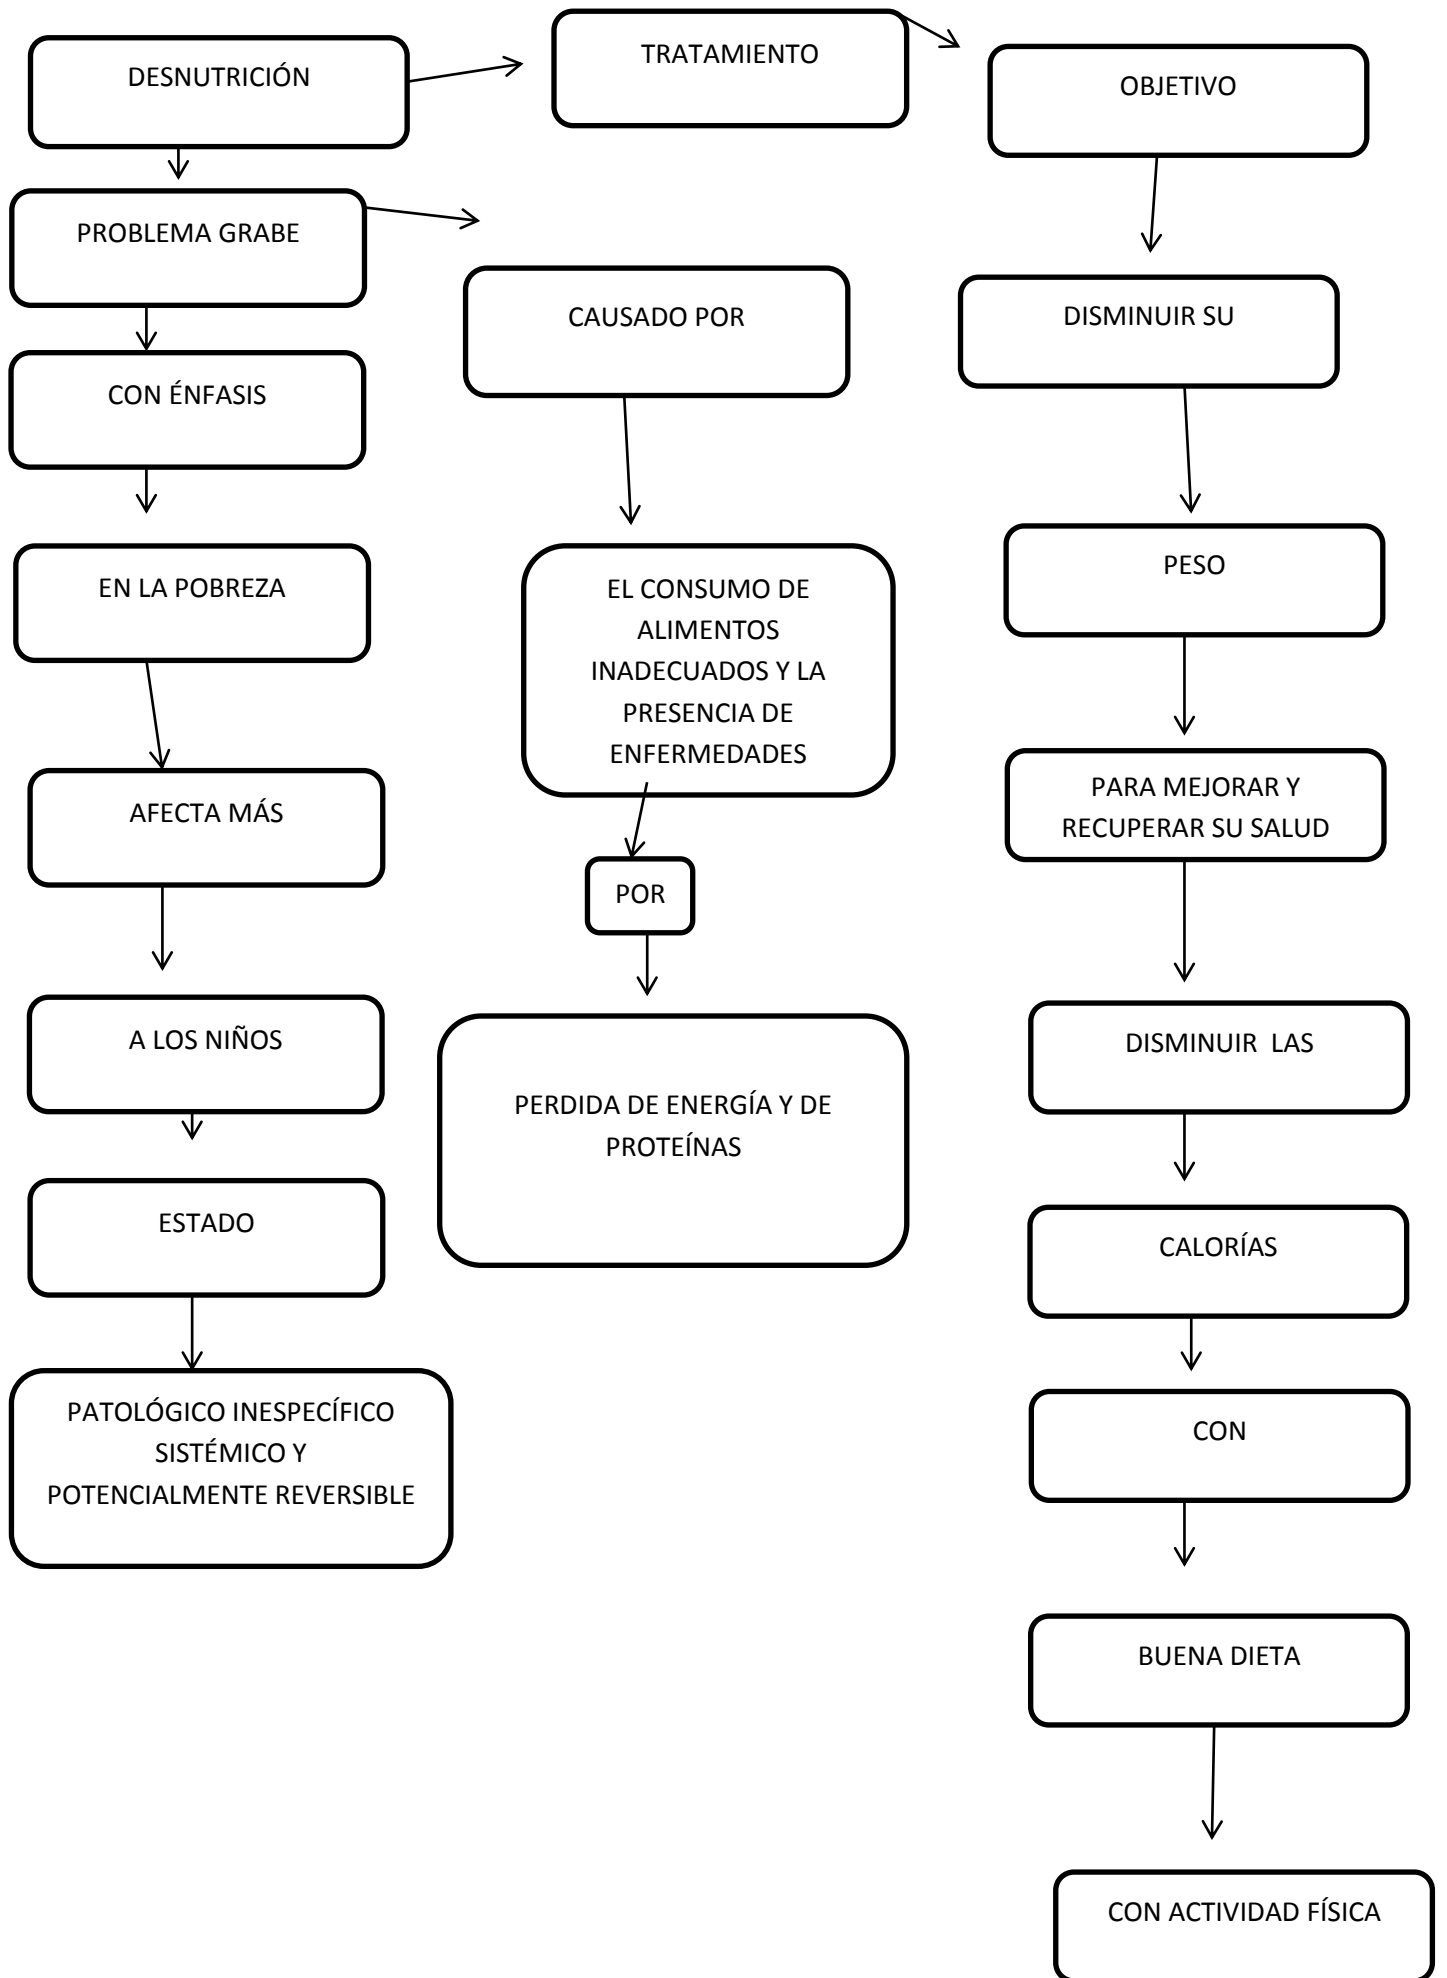 DESNUTRICIÓN
TRATAMIENTO
OBJETIVO
PROBLEMA GRABE
CAUSADO POR
DISMINUIR SU
CON ÉNFASIS
EN LA POBREZA
EL CONSUMO DE
ALIMENTOS
INADECUADOS Y LA
PRESENCIA DE
ENFERMEDADES
PESO
AFECTA MÁS
POR
PARA MEJORAR Y
RECUPERAR SU SALUD
A LOS NIÑOS
PERDIDA DE ENERGÍA Y DE
PROTEÍNAS
DISMINUIR  LAS
ESTADO
CALORÍAS
PATOLÓGICO INESPECÍFICO
SISTÉMICO Y
POTENCIALMENTE REVERSIBLE
CON
BUENA DIETA
CON ACTIVIDAD FÍSICA